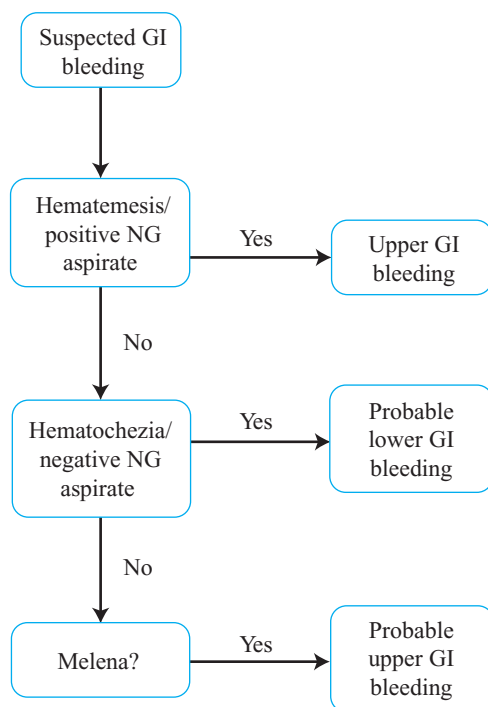 Suspected GI
bleeding
Hematemesis/
positive NG
aspirate
Yes
Upper GI
bleeding
No
Hematochezia/
negative NG
aspirate
Yes
Probable
lower GI
bleeding
No
Melena?
Yes
Probable
upper GI
bleeding